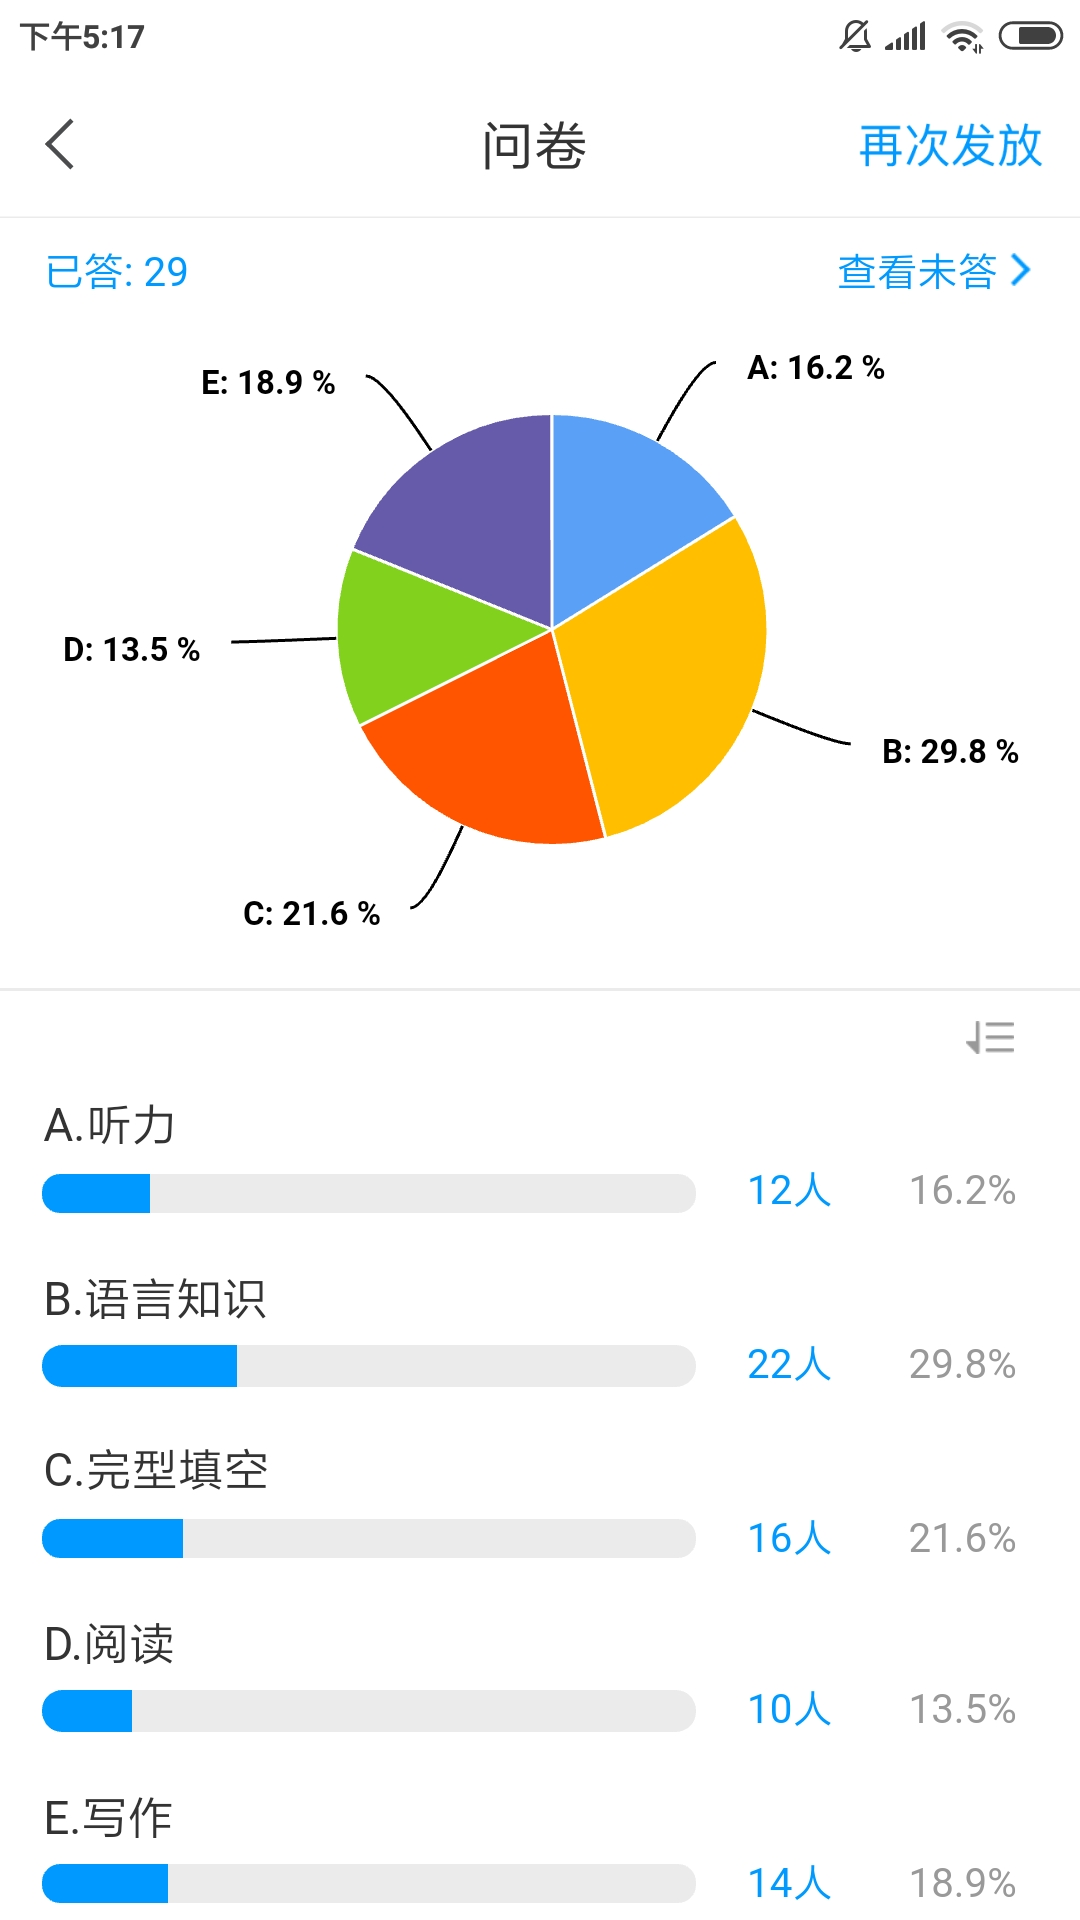 下午5:17
问卷
再次发放
已答: 29
查看未答
E: 18.9 %
A: 16.2 %
D: 13.5 %
B: 29.8 %
C: 21.6 %
A.听力
12人 16.2%
B.语言知识
22人 29.8%
C.完型填空
16人 21.6%
D.阅读
10人 13.5%
E.写作
14人 18.9%